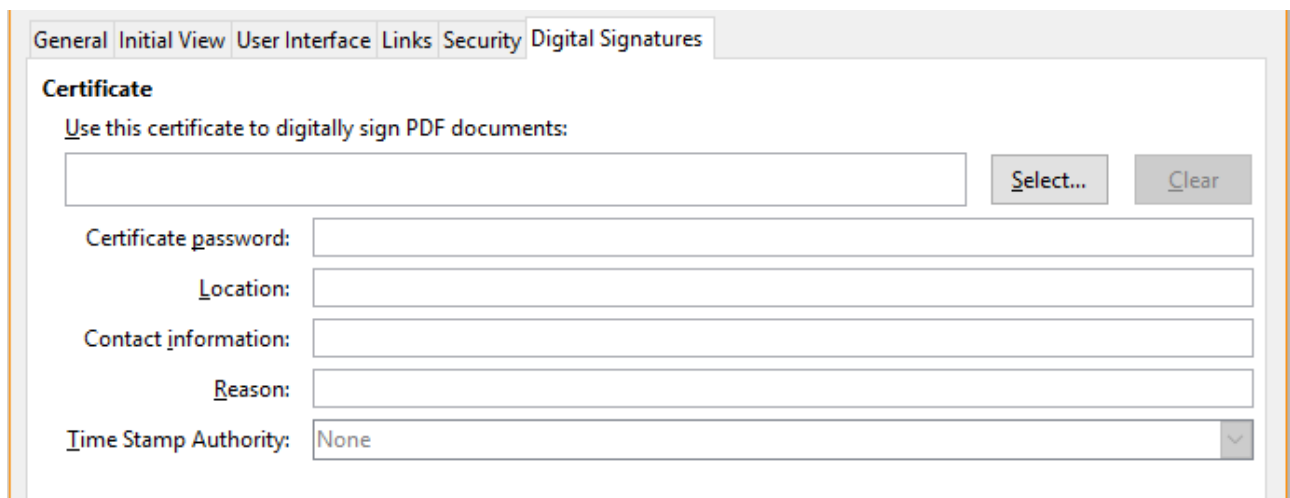 General Initial View User Interface Links Security Digital Signatures
Certificate
Use this certificate to digitally sign PDF documents:
Select... Clear
Certificate password:
Location:
Contact information:
Reason:
Time Stamp Authority: None